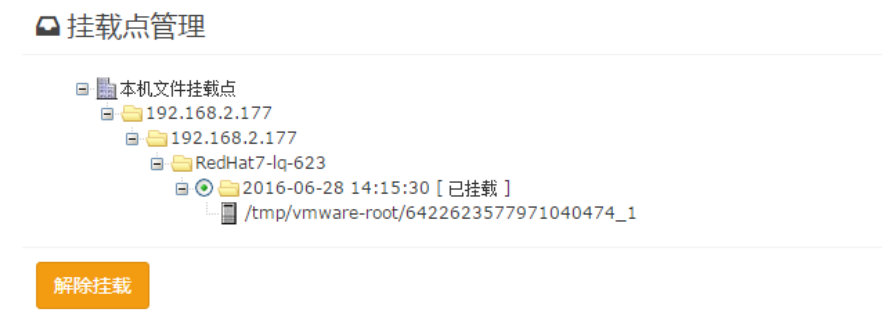 挂载点管理
本机文件挂载点
192.168.2.177
192.168.2.177
RedHat7-lq-623
2016-06-28 14:15:30 [ 已挂载 ]
/tmp/vmware-root/6422623577971040474_1
解除挂载